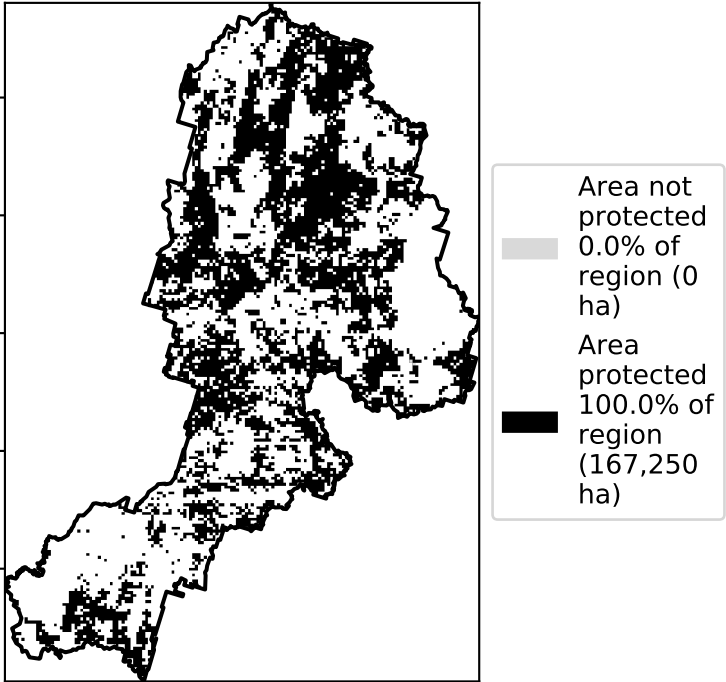 Area not
protected
0.0% of
region (0
ha)
Area
protected
100.0% of
region
(167,250
ha)